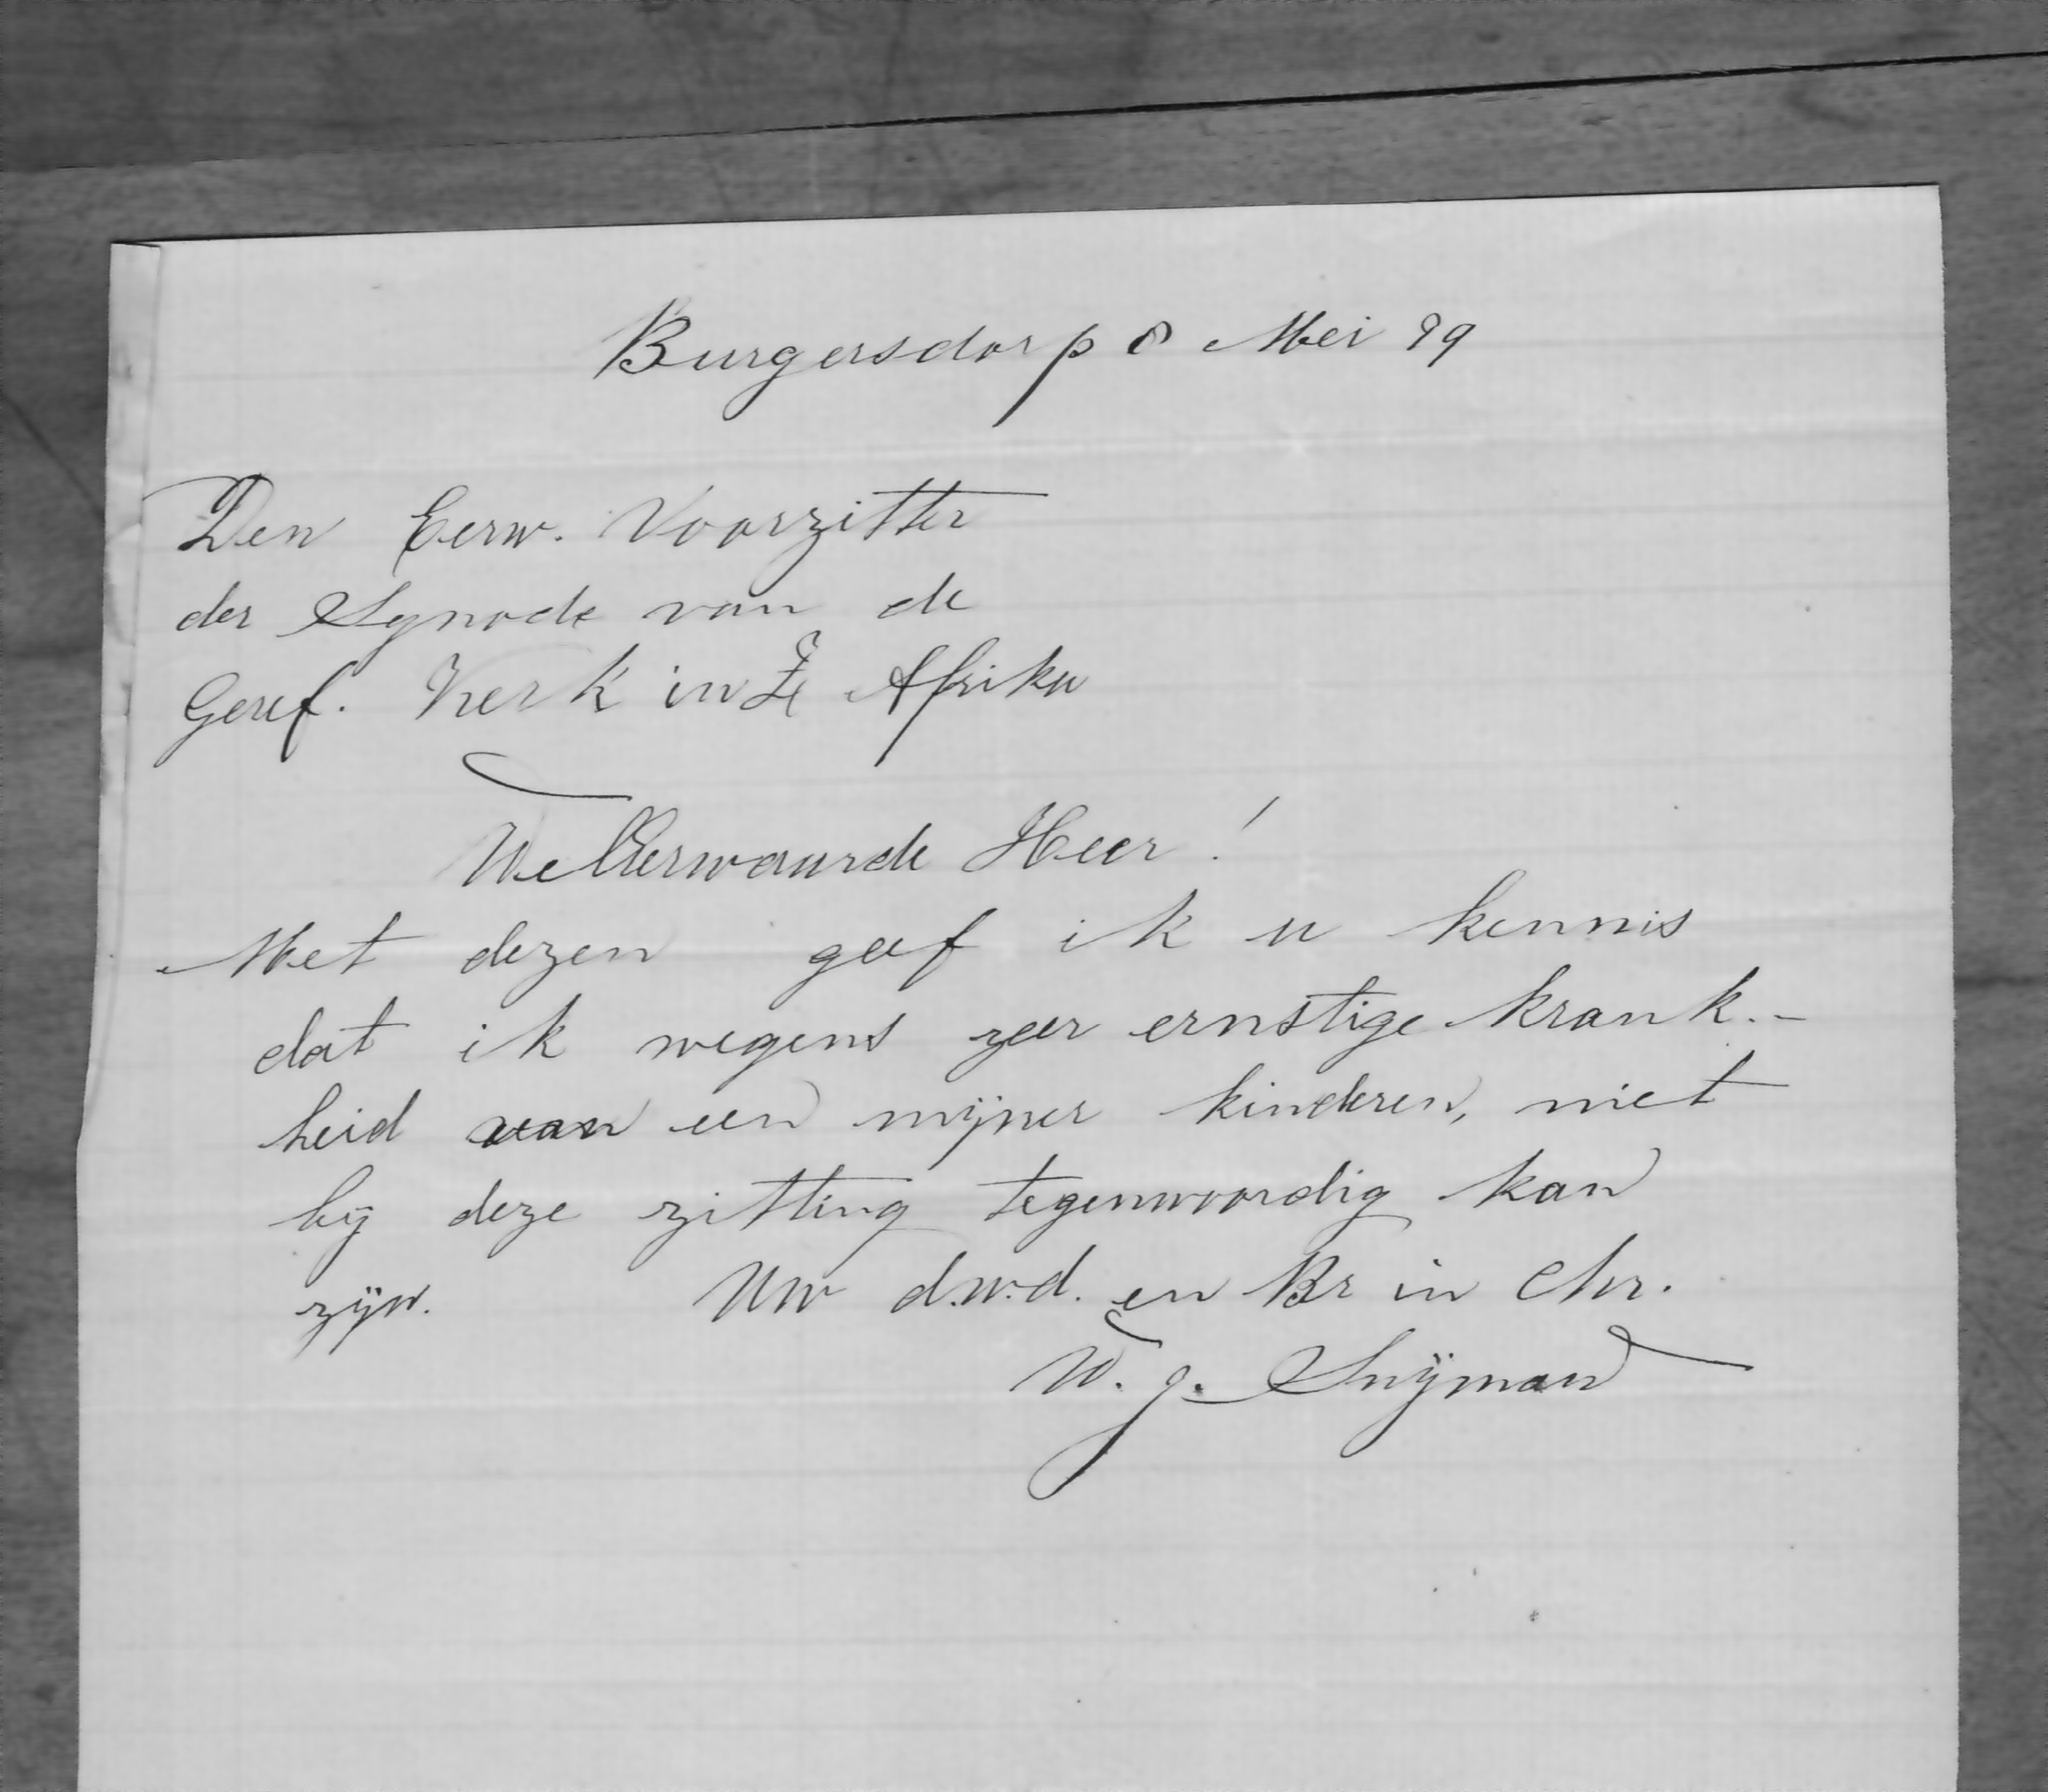 Burgersdorp 8 Mei 99
Den Eerw. Voorzitter
der Synode van de
Geref. Kerk in Z Afrika
WelEerwaarde Heer!
Met dezen geef ik u kennis
dat ik wegens zeer ernstige krank.-
heid van een mijner kinderen, niet
bij deze zitting tegenwoordig kan
zijn. Uw d.w.d. en Br in Chr.
W. J. Snijman